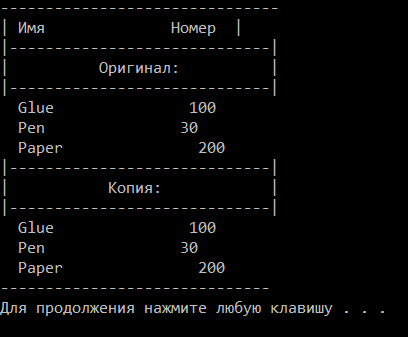 -------------------------------
| Имя              Номер  |
|-----------------------------|
|          Оригинал:          |
|-----------------------------|
  Glue               100
  Pen               30
  Paper               200
|-----------------------------|
|           Копия:            |
|-----------------------------|
  Glue               100
  Pen               30
  Paper               200
------------------------------
Для продолжения нажмите любую клавишу . . .